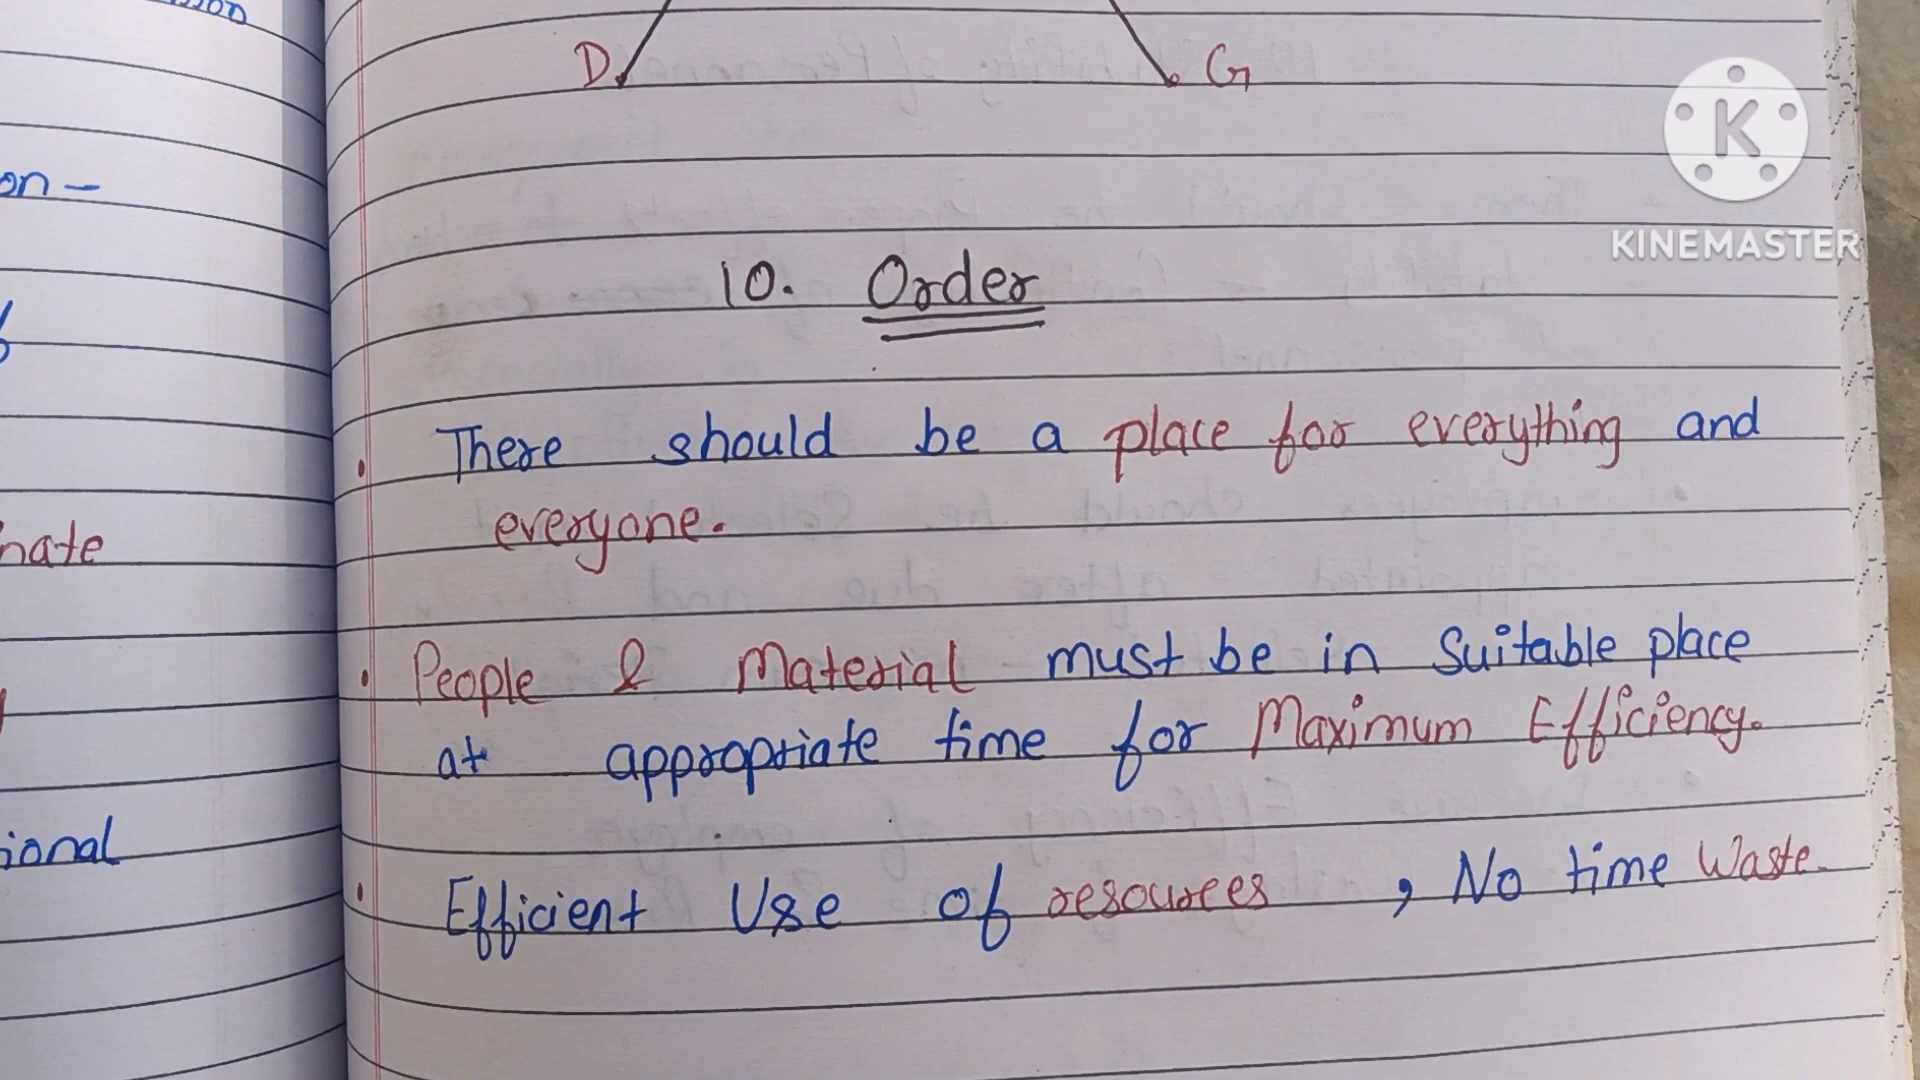 on -
nate
ional
D G
K
KINEMASTER
10. Order
• There should be a place for everything and
everyone.
• People & Material must be in Suitable place
at appropriate time for Maximum Efficiency.
• Efficient Use of resources , No time Waste.